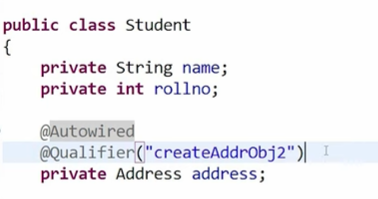 public class Student
{
private String name;
private int rollno;
@Autowired
@Qualifier("createAddrObj2")
private Address address;